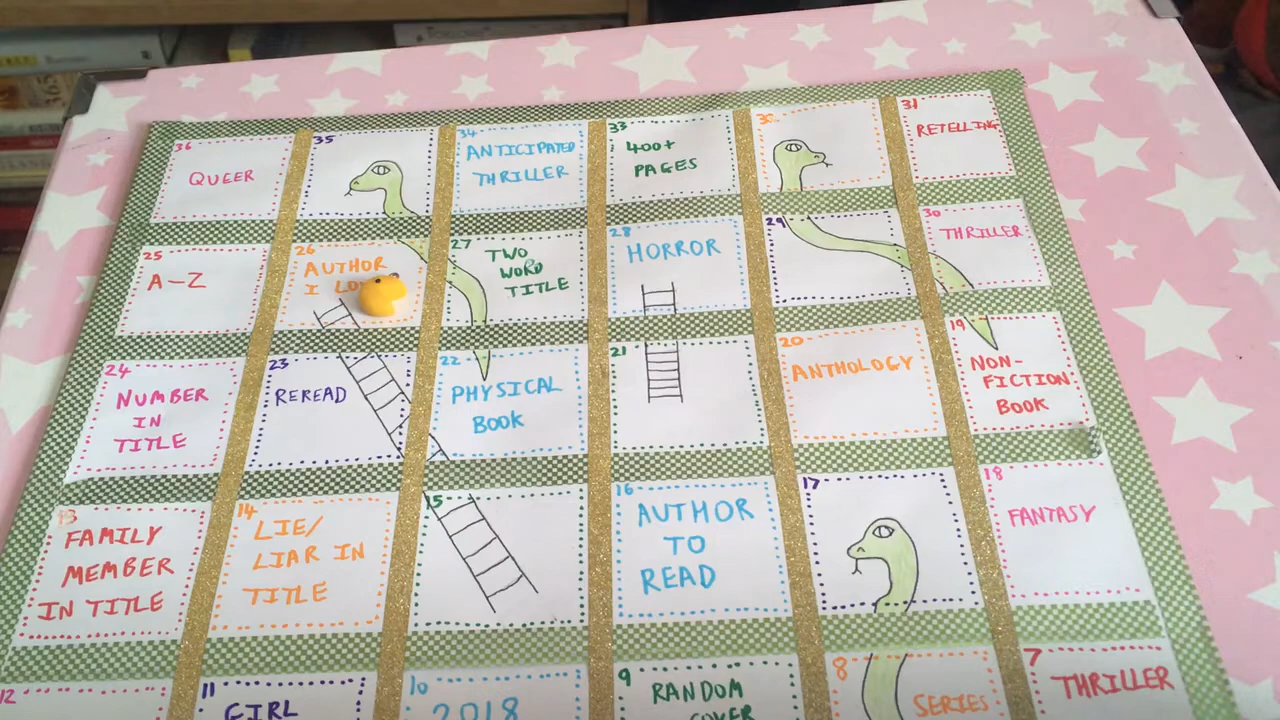 36
QUEER
35
34
ANTICIPATED
THRILLER
33
400+
PAGES
31
RETELLING
25
A-Z
26
AUTHOR
I
27
TWO
WORD
TITLE
28
HORROR
29
30
THRILLER
24
NUMBER
IN
TITLE
23
REREAD
22
PHYSICAL
BOOK
21
20
ANTHOLOGY
19
NON-
FICTION
BOOK
13
FAMILY
MEMBER
IN TITLE
14
LIE/
LIAR IN
TITLE
15
16
AUTHOR
TO
READ
17
18
FANTASY
12
11
GIRL
10
2018
9
RANDOM
COVER
8
SERIES
7
THRILLER